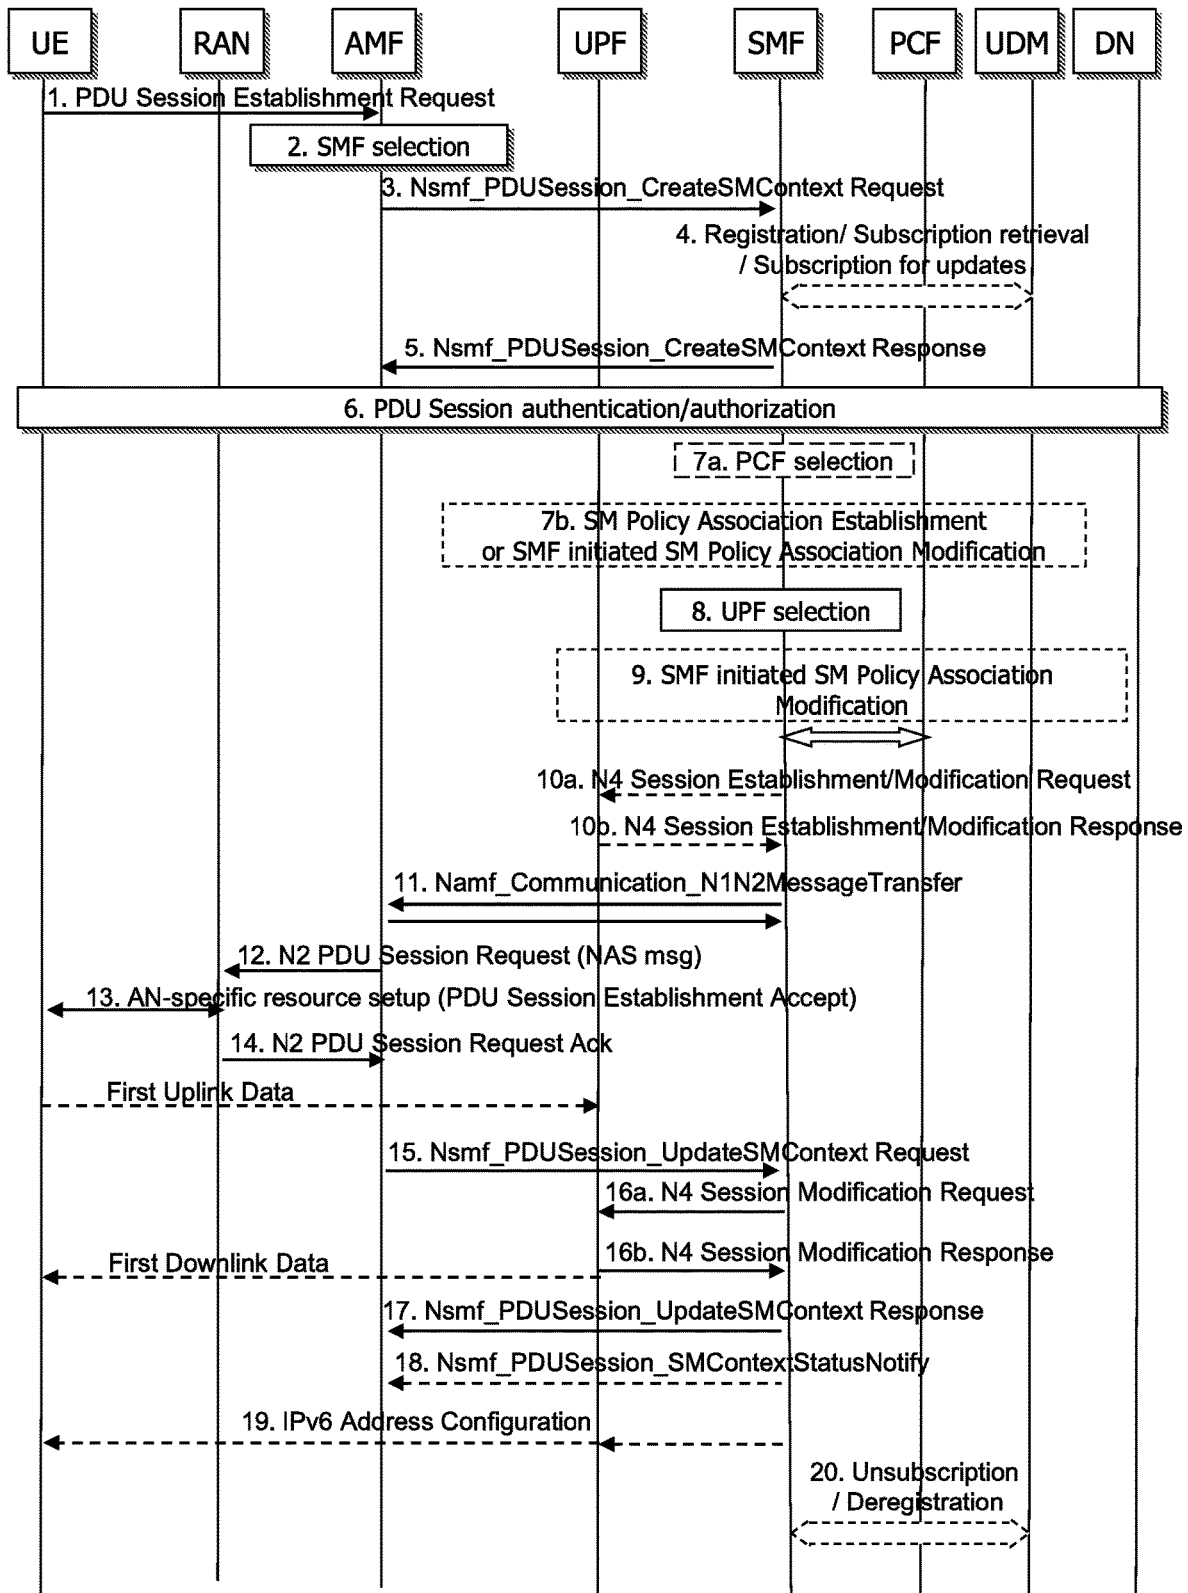 UE RAN AMF UPF SMF PCF UDM DN
1. PDU Session Establishment Request
2. SMF selection
3. Nsmf_PDUSession_CreateSMContext Request
4. Registration/ Subscription retrieval
/ Subscription for updates
5. Nsmf_PDUSession_CreateSMContext Response
6. PDU Session authentication/authorization
7a. PCF selection
7b. SM Policy Association Establishment
or SMF initiated SM Policy Association Modification
8. UPF selection
9. SMF initiated SM Policy Association
Modification
10a. N4 Session Establishment/Modification Request
10b. N4 Session Establishment/Modification Response
11. Namf_Communication_N1N2MessageTransfer
12. N2 PDU Session Request (NAS msg)
13. AN-specific resource setup (PDU Session Establishment Accept)
14. N2 PDU Session Request Ack
First Uplink Data
15. Nsmf_PDUSession_UpdateSMContext Request
16a. N4 Session Modification Request
16b. N4 Session Modification Response
First Downlink Data
17. Nsmf_PDUSession_UpdateSMContext Response
18. Nsmf_PDUSession_SMContextStatusNotify
19. IPv6 Address Configuration
20. Unsubscription
/ Deregistration